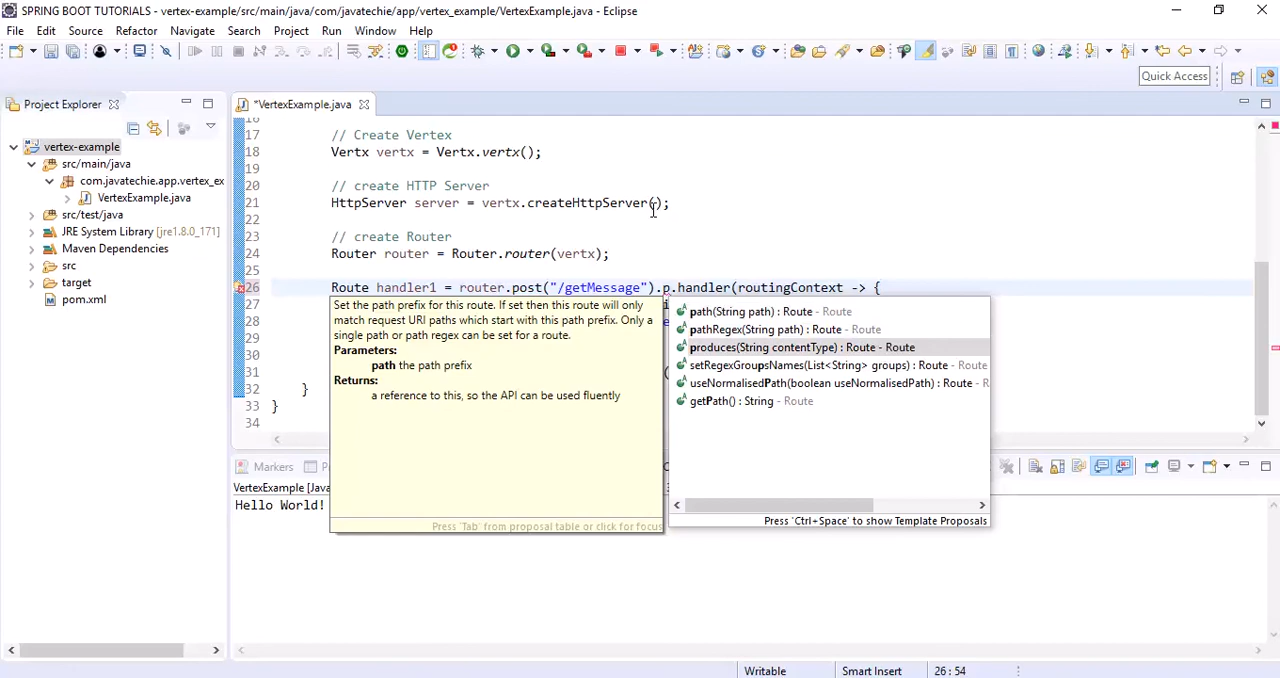 SPRING BOOT TUTORIALS - vertex-example/src/main/java/com/javatechie/app/vertex_example/VertexExample.java - Eclipse
File Edit Source Refactor Navigate Search Project Run Window Help
Quick Access
Project Explorer
*VertexExample.java
vertex-example
src/main/java
com.javatechie.app.vertex_ex
VertexExample.java
src/test/java
JRE System Library [jre1.8.0_171]
Maven Dependencies
src
target
pom.xml
16
17 // Create Vertex
18 Vertx vertx = Vertx.vertx();
19
20 // create HTTP Server
21 HttpServer server = vertx.createHttpServer();
22
23 // create Router
24 Router router = Router.router(vertx);
25
26 Route handler1 = router.post("/getMessage").p.handler(routingContext -> {
27
28
29
30
31 (
32 }
33 }
34
Set the path prefix for this route. If set then this route will only
match request URI paths which start with this path prefix. Only a
single path or path regex can be set for a route.
Parameters:
path the path prefix
Returns:
a reference to this, so the API can be used fluently
Press 'Tab' from proposal table or click for focus
path(String path) : Route - Route
pathRegex(String path) : Route - Route
produces(String contentType) : Route - Route
setRegexGroupsNames(List<String> groups) : Route - Route
useNormalisedPath(boolean useNormalisedPath) : Route - R
getPath() : String - Route
Press 'Ctrl+Space' to show Template Proposals
Markers
VertexExample [Java
Hello World!
Writable Smart Insert 26 : 54